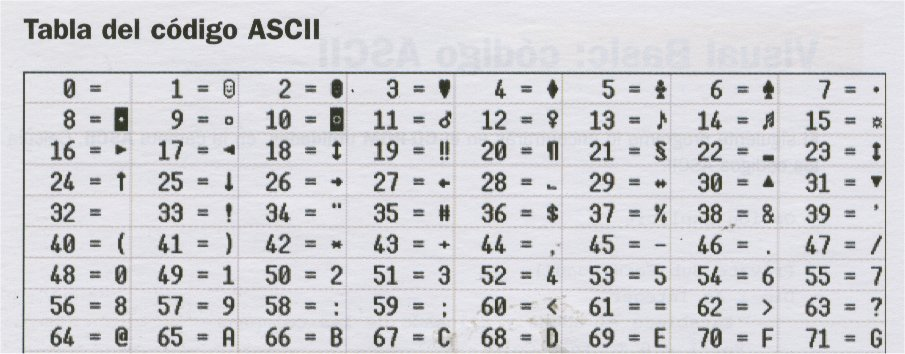 Tabla del código ASCII
Visual Basic: código ASCII
0 = 1 = ☺ 2 = ☻ 3 = ♥ 4 = ♦ 5 = ♣ 6 = ♠ 7 = •
8 = ◘ 9 = ○ 10 = ◙ 11 = ♂ 12 = ♀ 13 = ♪ 14 = ♫ 15 = ☼
16 = ► 17 = ◄ 18 = ↕ 19 = ‼ 20 = ¶ 21 = § 22 = ▬ 23 = ↨
24 = ↑ 25 = ↓ 26 = → 27 = ← 28 = ∟ 29 = ↔ 30 = ▲ 31 = ▼
32 = 33 = ! 34 = " 35 = # 36 = $ 37 = % 38 = & 39 = '
40 = ( 41 = ) 42 = * 43 = + 44 = , 45 = - 46 = . 47 = /
48 = 0 49 = 1 50 = 2 51 = 3 52 = 4 53 = 5 54 = 6 55 = 7
56 = 8 57 = 9 58 = : 59 = ; 60 = < 61 = = 62 = > 63 = ?
64 = @ 65 = A 66 = B 67 = C 68 = D 69 = E 70 = F 71 = G